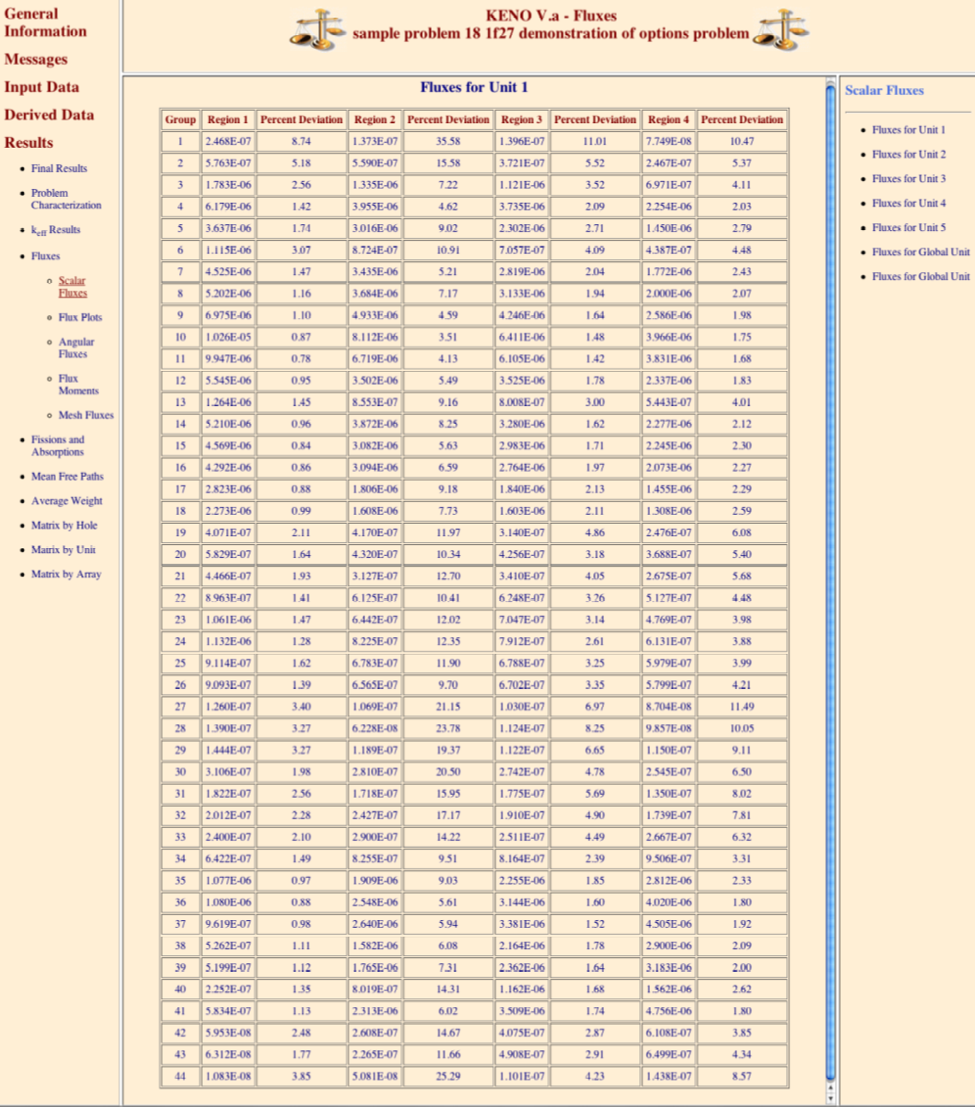 General
Information
Messages
Input Data
Derived Data
Results
Final Results
Problem
Characterization
keff Results
Fluxes
Scalar
Fluxes
Flux Plots
Angular
Fluxes
Flux
Moments
Mesh Fluxes
Fissions and
Absorptions
Mean Free Paths
Average Weight
Matrix by Hole
Matrix by Unit
Matrix by Array
KENO V.a - Fluxes
sample problem 18 1f27 demonstration of options problem
Fluxes for Unit 1
Group Region 1 Percent Deviation Region 2 Percent Deviation Region 3 Percent Deviation Region 4 Percent Deviation
1 2.468E-07 8.74 1.373E-07 35.58 1.396E-07 11.01 7.749E-08 10.47
2 5.763E-07 5.18 5.590E-07 15.58 3.721E-07 5.52 2.467E-07 5.37
3 1.783E-06 2.56 1.335E-06 7.22 1.121E-06 3.52 6.971E-07 4.11
4 6.179E-06 1.42 3.955E-06 4.62 3.735E-06 2.09 2.254E-06 2.03
5 3.637E-06 1.74 3.016E-06 9.02 2.302E-06 2.71 1.450E-06 2.79
6 1.115E-06 3.07 8.724E-07 10.91 7.057E-07 4.09 4.387E-07 4.48
7 4.525E-06 1.47 3.435E-06 5.21 2.819E-06 2.04 1.772E-06 2.43
8 5.202E-06 1.16 3.684E-06 7.17 3.133E-06 1.94 2.000E-06 2.07
9 6.975E-06 1.10 4.933E-06 4.59 4.246E-06 1.64 2.586E-06 1.98
10 1.026E-05 0.87 8.112E-06 3.51 6.411E-06 1.48 3.966E-06 1.75
11 9.947E-06 0.78 6.719E-06 4.13 6.105E-06 1.42 3.831E-06 1.68
12 5.545E-06 0.95 3.502E-06 5.49 3.525E-06 1.78 2.337E-06 1.83
13 1.264E-06 1.45 8.553E-07 9.16 8.008E-07 3.00 5.443E-07 4.01
14 5.210E-06 0.96 3.872E-06 8.25 3.280E-06 1.62 2.277E-06 2.12
15 4.569E-06 0.84 3.082E-06 5.63 2.983E-06 1.71 2.245E-06 2.30
16 4.292E-06 0.86 3.094E-06 6.59 2.764E-06 1.97 2.073E-06 2.27
17 2.823E-06 0.88 1.806E-06 9.18 1.840E-06 2.13 1.455E-06 2.29
18 2.273E-06 0.99 1.608E-06 7.73 1.603E-06 2.11 1.308E-06 2.59
19 4.071E-07 2.11 4.170E-07 11.97 3.140E-07 4.86 2.476E-07 6.08
20 5.829E-07 1.64 4.320E-07 10.34 4.256E-07 3.18 3.688E-07 5.40
21 4.466E-07 1.93 3.127E-07 12.70 3.410E-07 4.05 2.675E-07 5.68
22 8.963E-07 1.41 6.125E-07 10.41 6.248E-07 3.26 5.127E-07 4.48
23 1.061E-06 1.47 6.442E-07 12.02 7.047E-07 3.14 4.769E-07 3.98
24 1.132E-06 1.28 8.225E-07 12.35 7.912E-07 2.61 6.131E-07 3.88
25 9.114E-07 1.62 6.783E-07 11.90 6.788E-07 3.25 5.979E-07 3.99
26 9.093E-07 1.39 6.565E-07 9.70 6.702E-07 3.35 5.799E-07 4.21
27 1.260E-07 3.40 1.069E-07 21.15 1.030E-07 6.97 8.704E-08 11.49
28 1.390E-07 3.27 6.228E-08 23.78 1.124E-07 8.25 9.857E-08 10.05
29 1.444E-07 3.27 1.189E-07 19.37 1.122E-07 6.65 1.150E-07 9.11
30 3.106E-07 1.98 2.810E-07 20.50 2.742E-07 4.78 2.545E-07 6.50
31 1.822E-07 2.56 1.718E-07 15.95 1.775E-07 5.69 1.350E-07 8.02
32 2.012E-07 2.28 2.427E-07 17.17 1.910E-07 4.90 1.739E-07 7.81
33 2.400E-07 2.10 2.900E-07 14.22 2.511E-07 4.49 2.667E-07 6.32
34 6.422E-07 1.49 8.255E-07 9.51 8.164E-07 2.39 9.506E-07 3.31
35 1.077E-06 0.97 1.909E-06 9.03 2.255E-06 1.85 2.812E-06 2.33
36 1.080E-06 0.88 2.548E-06 5.61 3.144E-06 1.60 4.020E-06 1.80
37 9.619E-07 0.98 2.640E-06 5.94 3.381E-06 1.52 4.505E-06 1.92
38 5.262E-07 1.11 1.582E-06 6.08 2.164E-06 1.78 2.900E-06 2.09
39 5.199E-07 1.12 1.765E-06 7.31 2.362E-06 1.64 3.183E-06 2.00
40 2.252E-07 1.35 8.019E-07 14.31 1.162E-06 1.68 1.562E-06 2.62
41 5.834E-07 1.13 2.313E-06 6.02 3.509E-06 1.74 4.756E-06 1.80
42 5.953E-08 2.48 2.608E-07 14.67 4.075E-07 2.87 6.108E-07 3.85
43 6.312E-08 1.77 2.265E-07 11.66 4.908E-07 2.91 6.499E-07 4.34
44 1.083E-08 3.85 5.081E-08 25.29 1.101E-07 4.23 1.438E-07 8.57
Scalar Fluxes
Fluxes for Unit 1
Fluxes for Unit 2
Fluxes for Unit 3
Fluxes for Unit 4
Fluxes for Unit 5
Fluxes for Global Unit
Fluxes for Global Unit